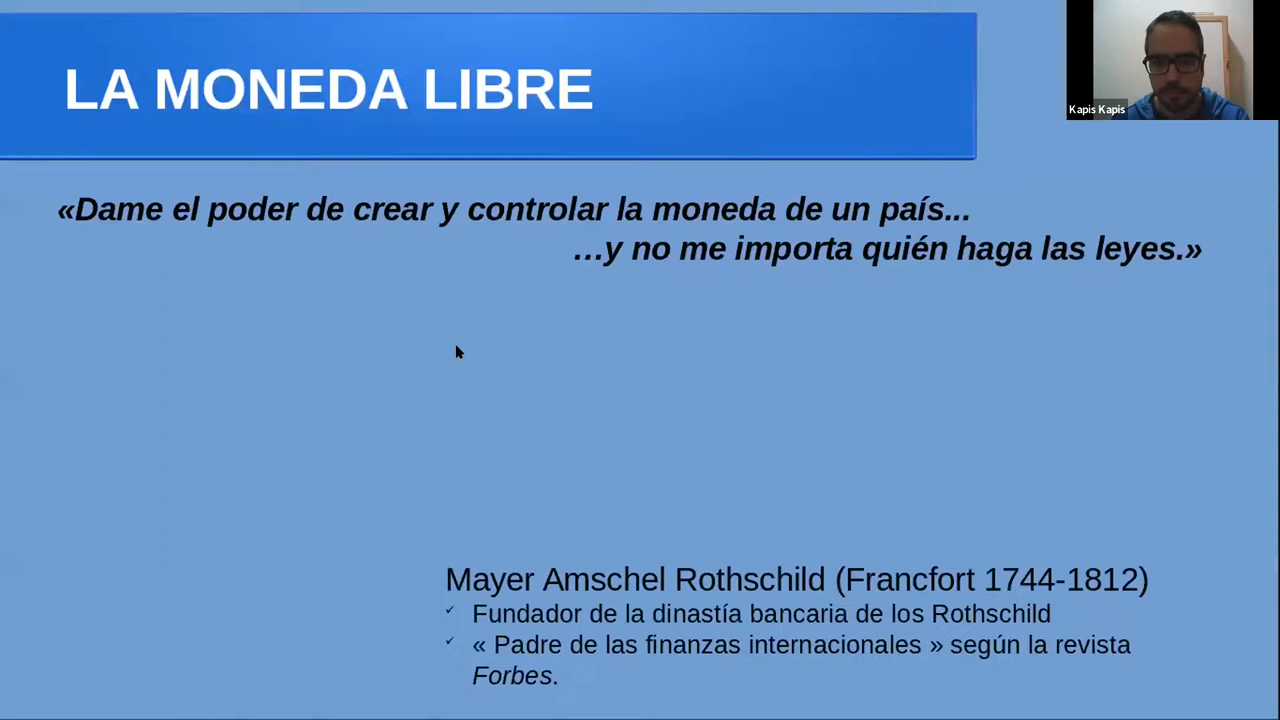 LA MONEDA LIBRE
Kapis Kapis
«Dame el poder de crear y controlar la moneda de un país...
…y no me importa quién haga las leyes.»
Mayer Amschel Rothschild (Francfort 1744-1812)
✓ Fundador de la dinastía bancaria de los Rothschild
✓ « Padre de las finanzas internacionales » según la revista
Forbes.